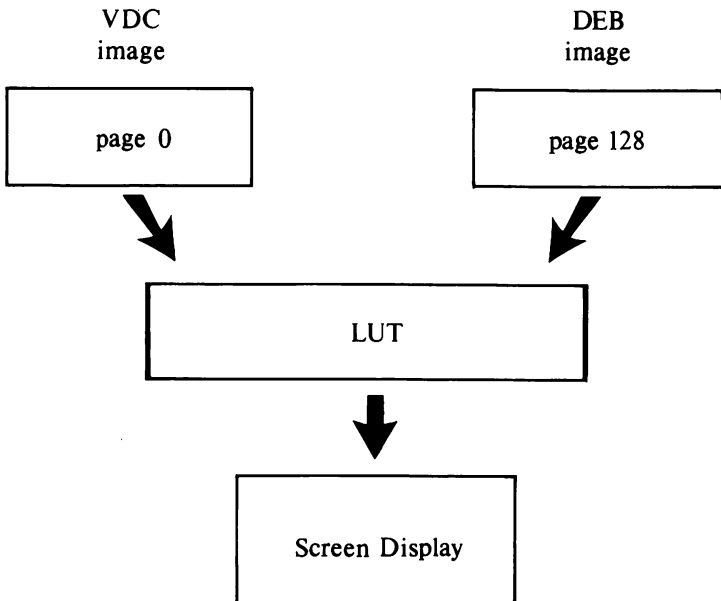 VDC
image
DEB
image
page 0
page 128
LUT
Screen Display